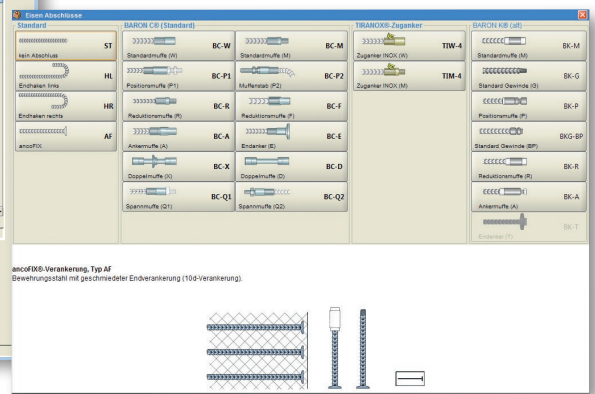 Eisen Abschlüsse
Standard
ST
kein Abschluss
HL
Endhaken links
HR
Endhaken rechts
AF
ancoFIX
BARON C® (Standard)
BC-W
Standardmuffe (W)
BC-M
Standardmuffe (M)
BC-P1
Positionsmuffe (P1)
BC-P2
Muffenstab (P2)
BC-R
Reduktionsmuffe (R)
BC-F
Reduktionsmuffe (F)
BC-A
Ankermuffe (A)
BC-E
Endanker (E)
BC-X
Doppelmuffe (X)
BC-D
Doppelmuffe (D)
BC-Q1
Spannmuffe (Q1)
BC-Q2
Spannmuffe (Q2)
TIRANOX®-Zuganker
TIW-4
Zuganker INOX (W)
TIM-4
Zuganker INOX (M)
BARON K® (alt)
BK-M
Standardmuffe (M)
BK-G
Standard Gewinde (G)
BK-P
Positionsmuffe (P)
BKG-BP
Standard Gewinde (BP)
BK-R
Reduktionsmuffe (R)
BK-A
Ankermuffe (A)
BK-T
Endanker (T)
ancoFIX®-Verankerung, Typ AF
Bewehrungsstahl mit geschmiedeter Endverankerung (10d-Verankerung).